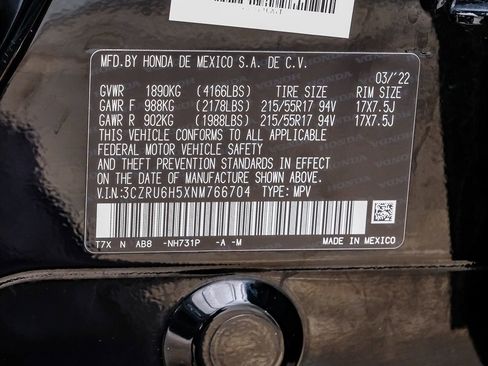 MFD.BY HONDA DE MEXICO S.A. DE C.V.
03/'22
GVWR 1890KG (4166LBS) TIRE SIZE RIM SIZE
GAWR F 988KG (2178LBS) 215/55R17 94V 17X7.5J
GAWR R 902KG (1988LBS) 215/55R17 94V 17X7.5J
THIS VEHICLE CONFORMS TO ALL APPLICABLE
FEDERAL MOTOR VEHICLE SAFETY
AND THEFT PREVENTION STANDARDS IN EFFECT
ON THE DATE OF MANUFACTURE SHOWN ABOVE.
V.I.N:3CZRU6H5XNM766704 TYPE: MPV
T7X N AB8 -NH731P -A -M
MADE IN MEXICO